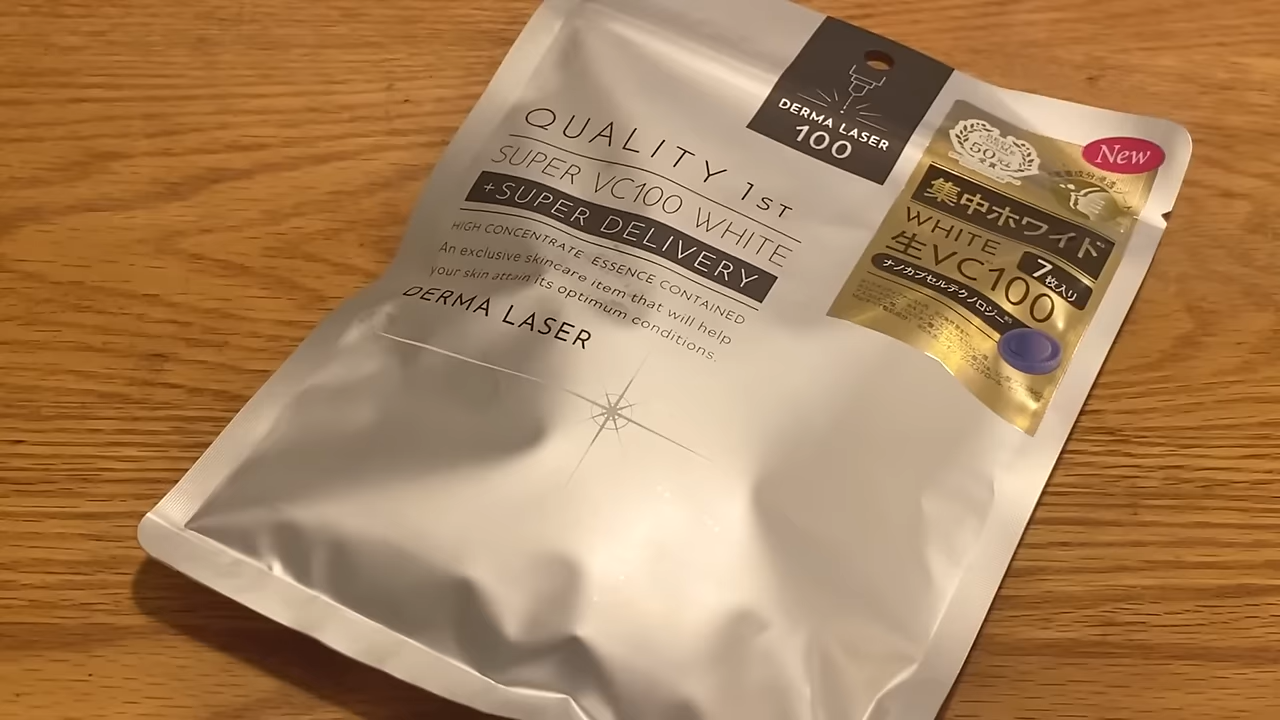 DERMA LASER
100
QUALITY 1ST
SUPER VC100 WHITE
+SUPER DELIVERY
HIGH CONCENTRATE ESSENCE CONTAINED
An exclusive skincare item that will help
your skin attain its optimum conditions.
DERMA LASER
New
50
集中ホワイド
WHITE
生VC100
7枚入り
ナノカプセルテクノロジー